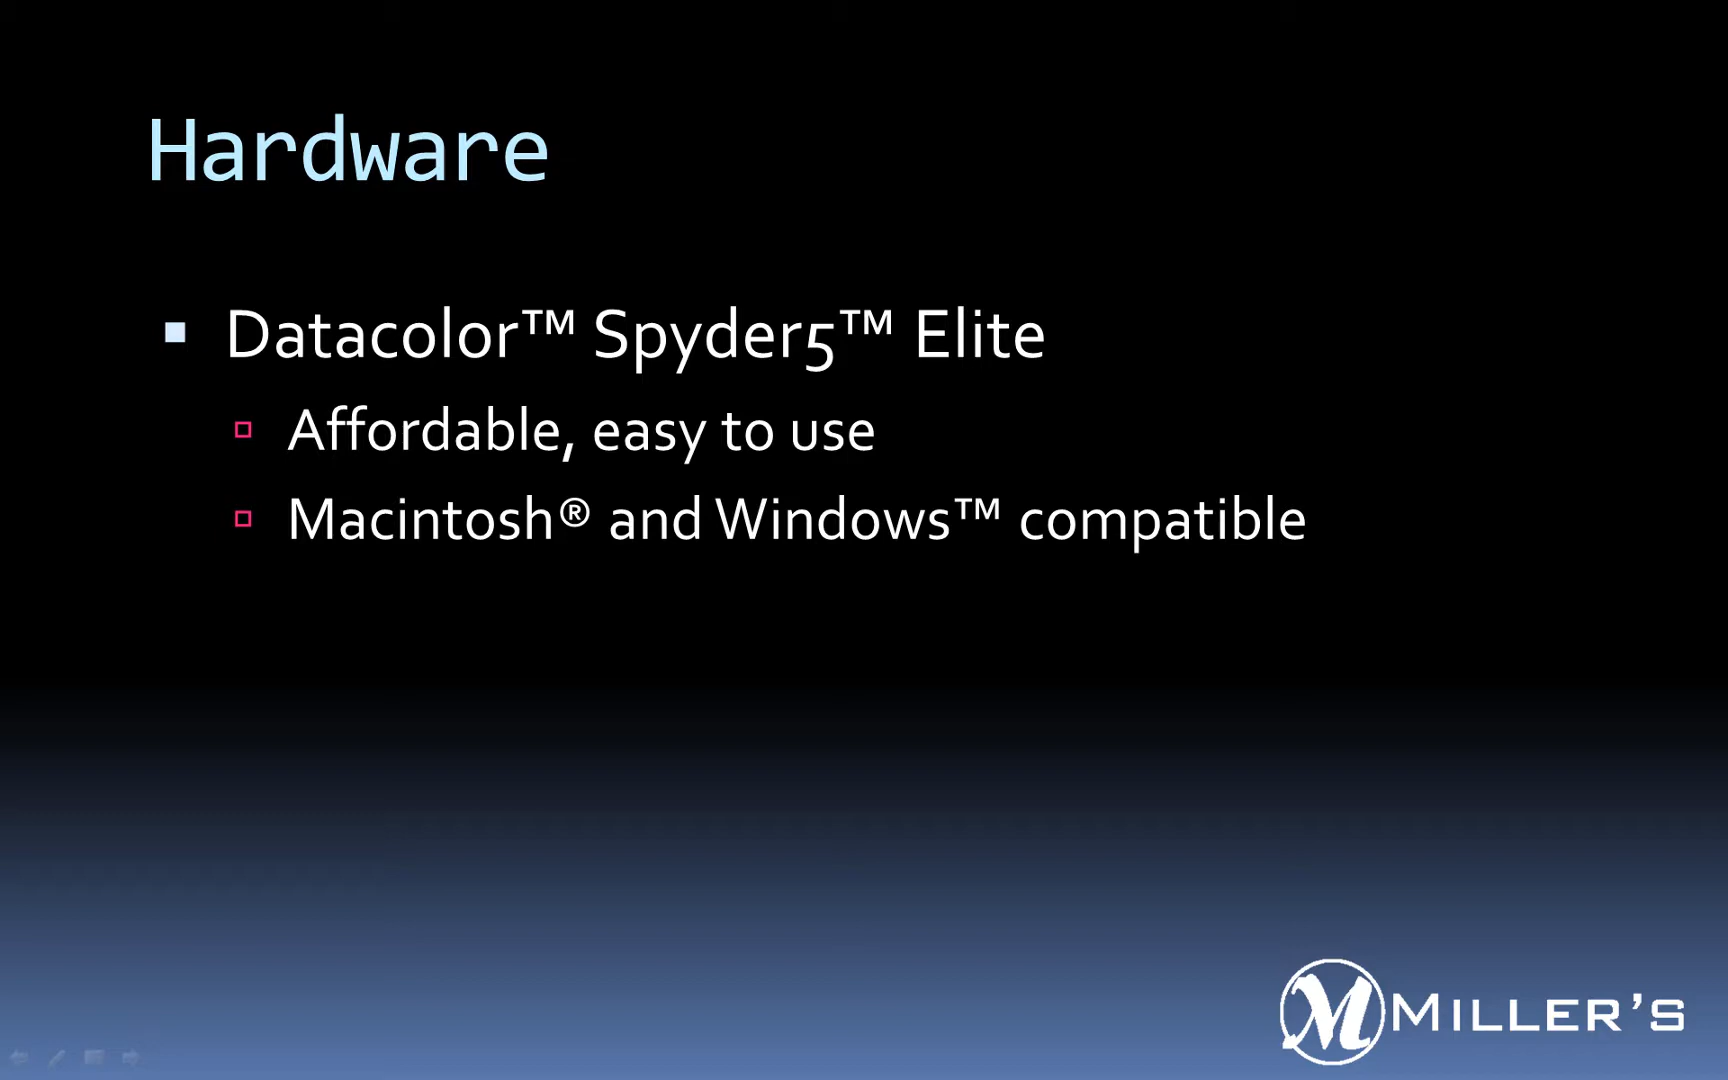 Hardware
Datacolor™ Spyder5™ Elite
Affordable, easy to use
Macintosh® and Windows™ compatible
M MILLER'S